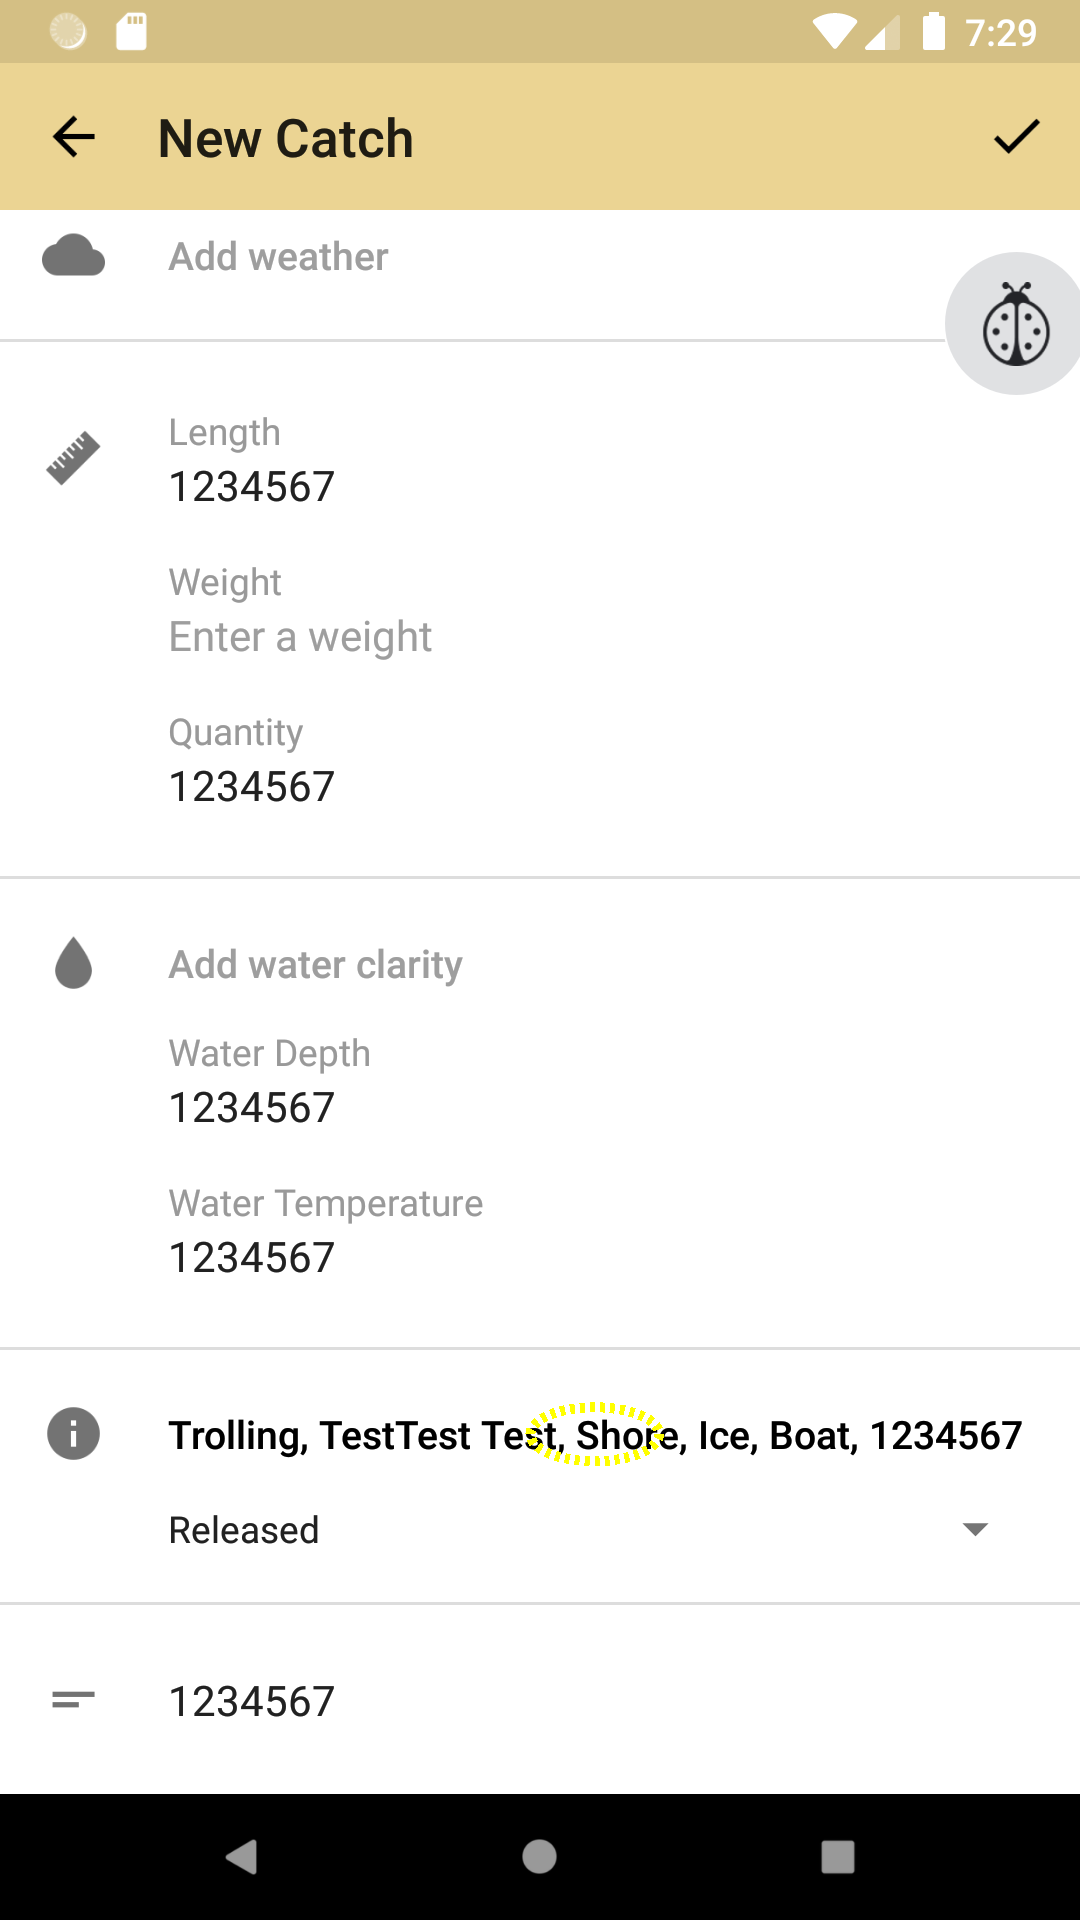 7:29
New Catch
Add weather
Length
1234567
Weight
Enter a weight
Quantity
1234567
Add water clarity
Water Depth
1234567
Water Temperature
1234567
Trolling, TestTest Test, Shore, Ice, Boat, 1234567
Released
1234567